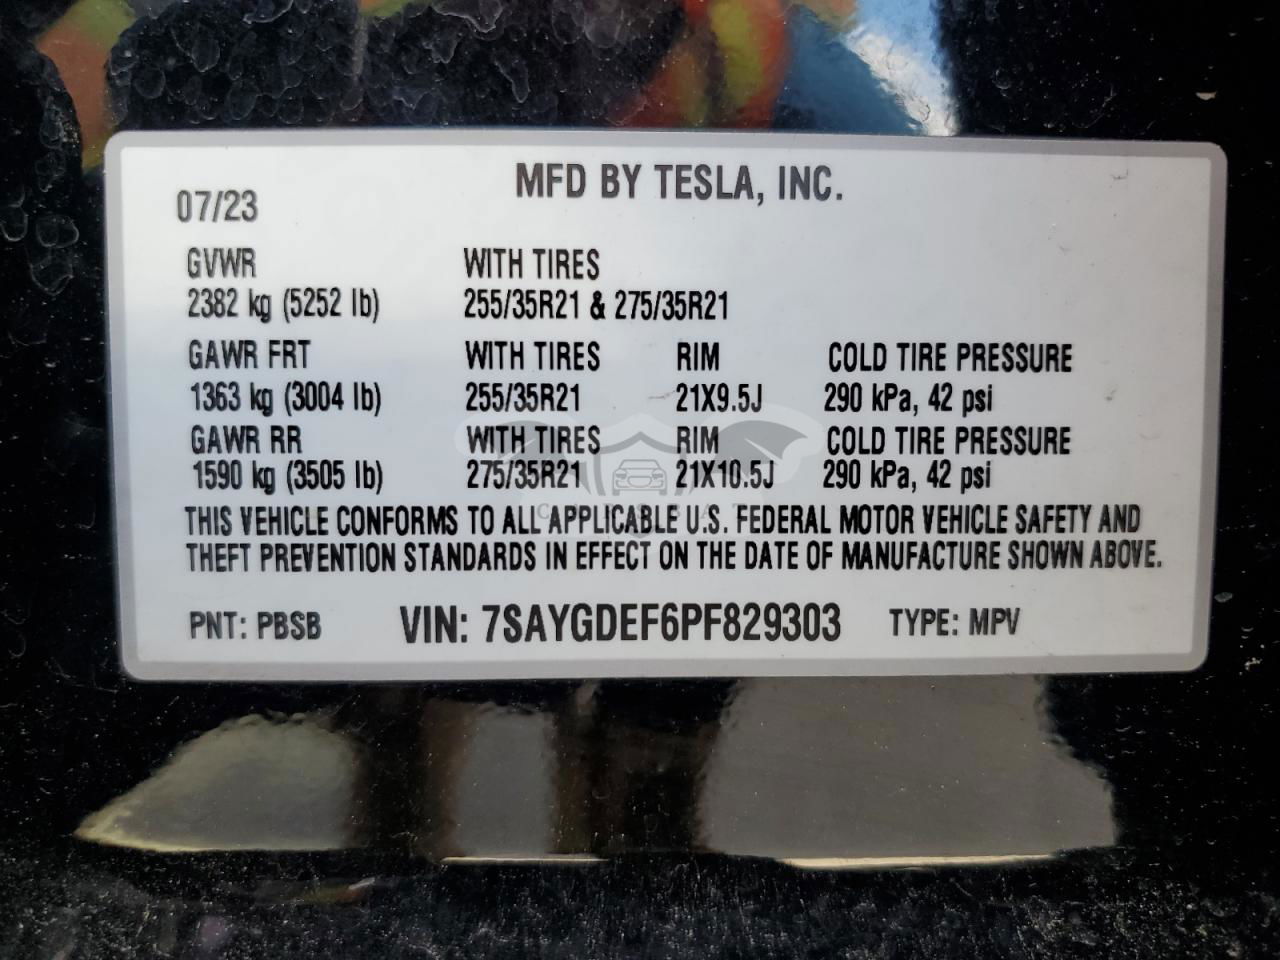 MFD BY TESLA, INC.
07/23
GVWR WITH TIRES
2382 kg (5252 lb) 255/35R21 & 275/35R21
GAWR FRT WITH TIRES RIM COLD TIRE PRESSURE
1363 kg (3004 lb) 255/35R21 21X9.5J 290 kPa, 42 psi
GAWR RR WITH TIRES RIM COLD TIRE PRESSURE
1590 kg (3505 lb) 275/35R21 21X10.5J 290 kPa, 42 psi
THIS VEHICLE CONFORMS TO ALL APPLICABLE U.S. FEDERAL MOTOR VEHICLE SAFETY AND
THEFT PREVENTION STANDARDS IN EFFECT ON THE DATE OF MANUFACTURE SHOWN ABOVE.
PNT: PBSB VIN: 7SAYGDEF6PF829303 TYPE: MPV